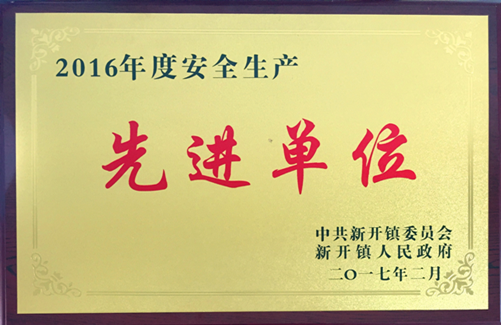 2016年度安全生产
先进单位
中共新开镇委员会
新开镇人民政府
二〇一七年二月